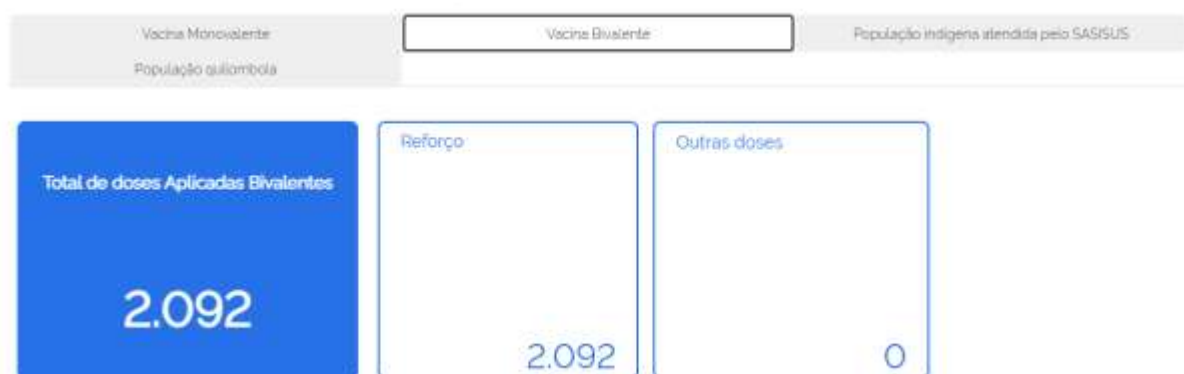 Vacina Monovalente
Vacina Bivalente
População indígena atendida pelo SASISUS
População quilombola
Total de doses Aplicadas Bivalentes
2.092
Reforço
2.092
Outras doses
0